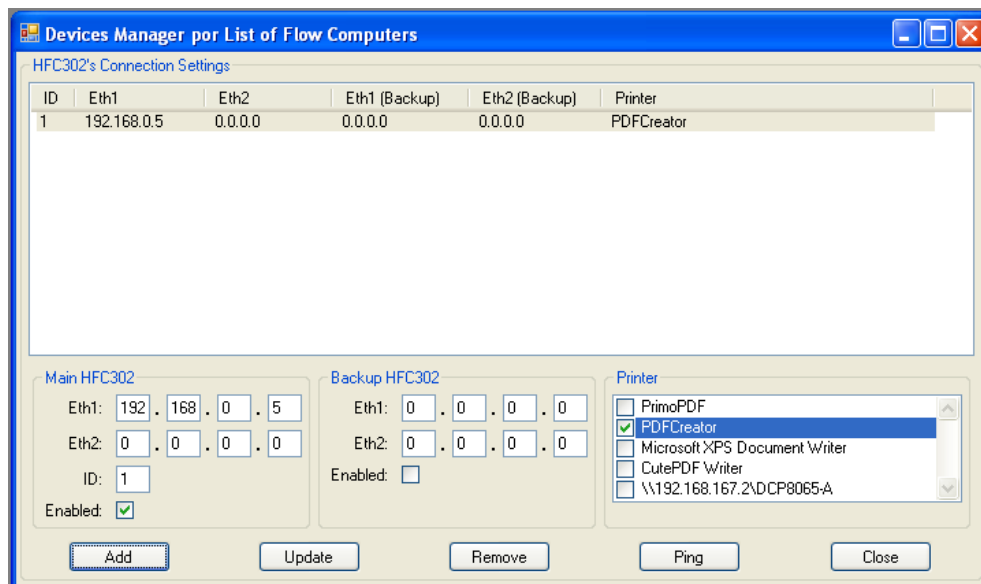 Devices Manager por List of Flow Computers
HFC302's Connection Settings
ID Eth1 Eth2 Eth1 (Backup) Eth2 (Backup) Printer
1 192.168.0.5 0.0.0.0 0.0.0.0 0.0.0.0 PDFCreator
Main HFC302
Eth1: 192 . 168 . 0 . 5
Eth2: 0 . 0 . 0 . 0
ID: 1
Enabled:
Backup HFC302
Eth1: 0 . 0 . 0 . 0
Eth2: 0 . 0 . 0 . 0
Enabled:
Printer
PrimoPDF
PDFCreator
Microsoft XPS Document Writer
CutePDF Writer
\\192.168.167.2\DCP8065-A
Add Update Remove Ping Close